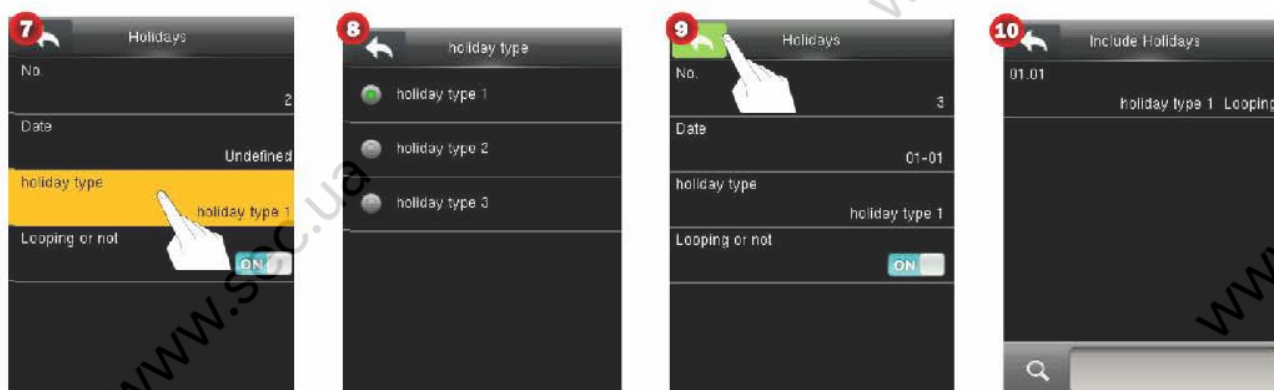 7
Holidays
No.
2
Date
Undefined
holiday type
holiday type 1
Looping or not
ON
8
holiday type
holiday type 1
holiday type 2
holiday type 3
9
Holidays
No.
3
Date
01-01
holiday type
holiday type 1
Looping or not
ON
10
Include Holidays
01.01
holiday type 1 Looping
www.scc.ua